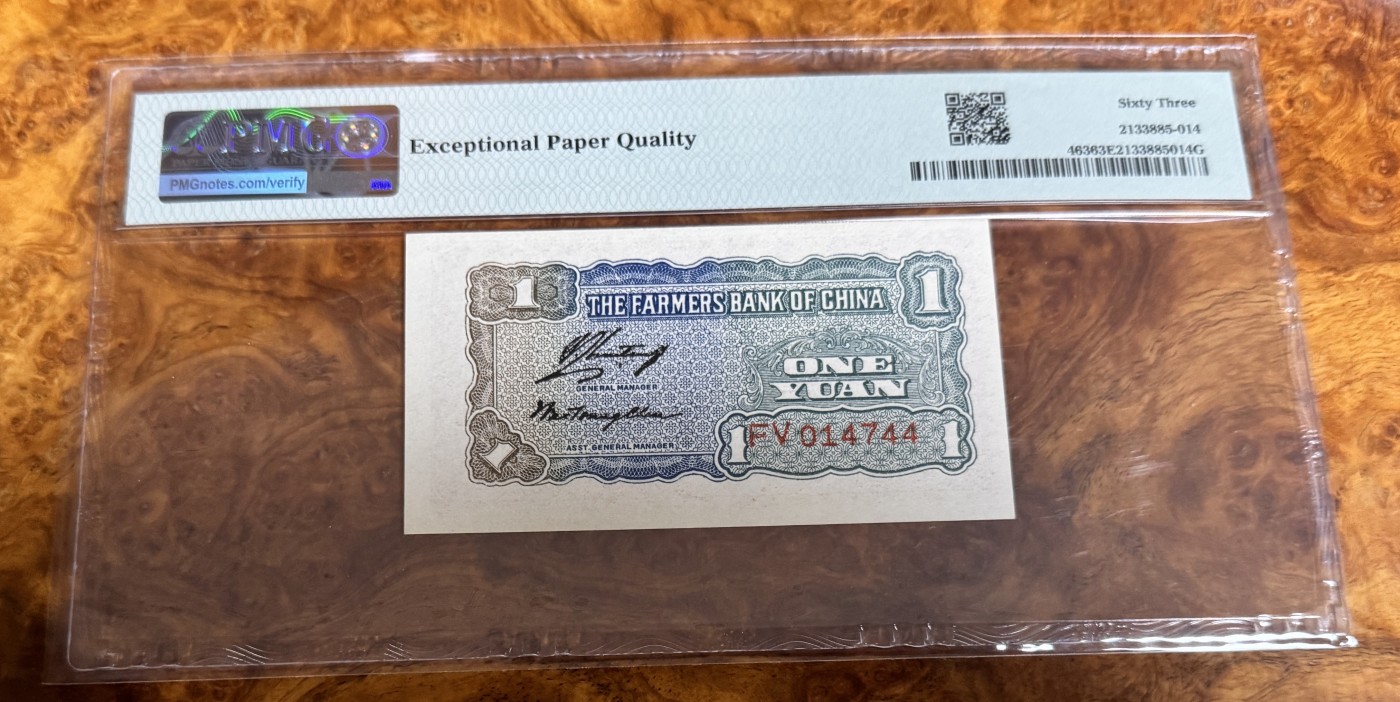 PMG
PMGnotes.com/verify
Exceptional Paper Quality
Sixty Three
2133885-014
46363E2133885014G
1
THE FARMERS BANK OF CHINA
1
GENERAL MANAGER
ONE
YUAN
ASST. GENERAL MANAGER
1
1
FV 014744
1